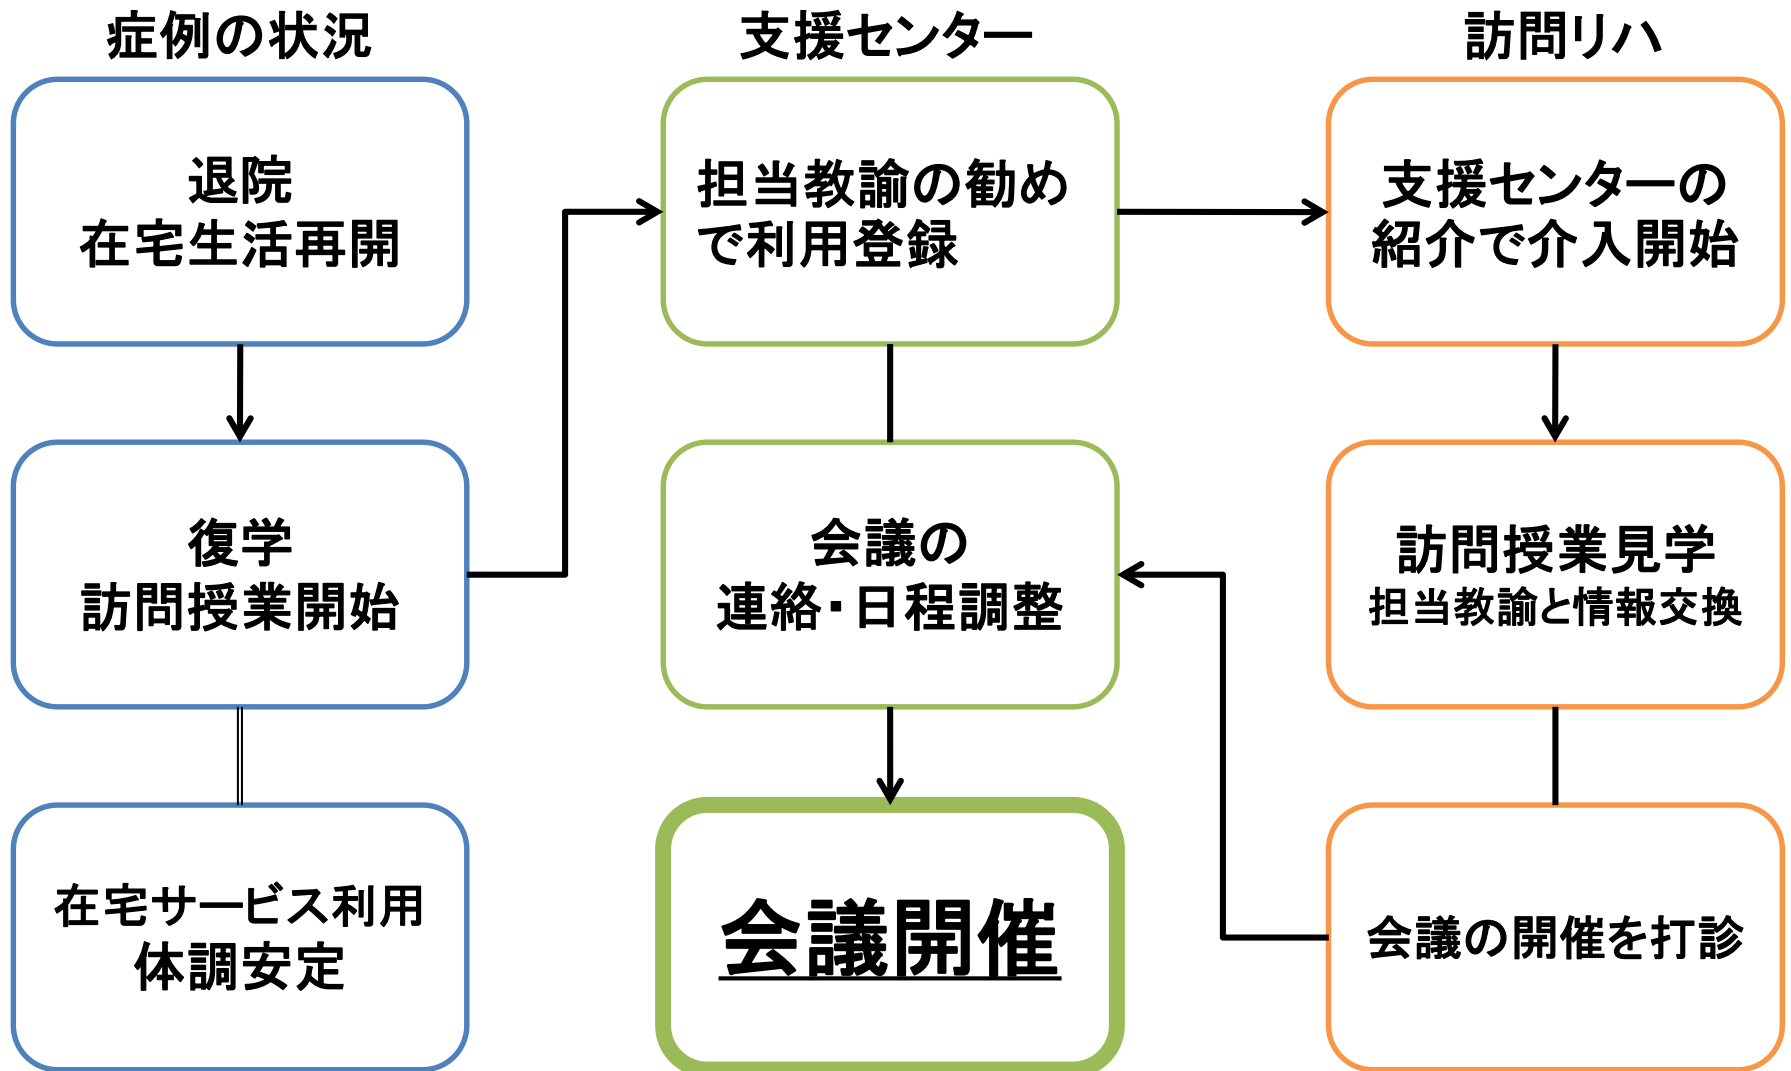 症例の状況
支援センター
訪問リハ
退院
在宅生活再開
担当教諭の勧め
で利用登録
支援センターの
紹介で介入開始
復学
訪問授業開始
会議の
連絡・日程調整
訪問授業見学
担当教諭と情報交換
在宅サービス利用
体調安定
会議開催
会議の開催を打診